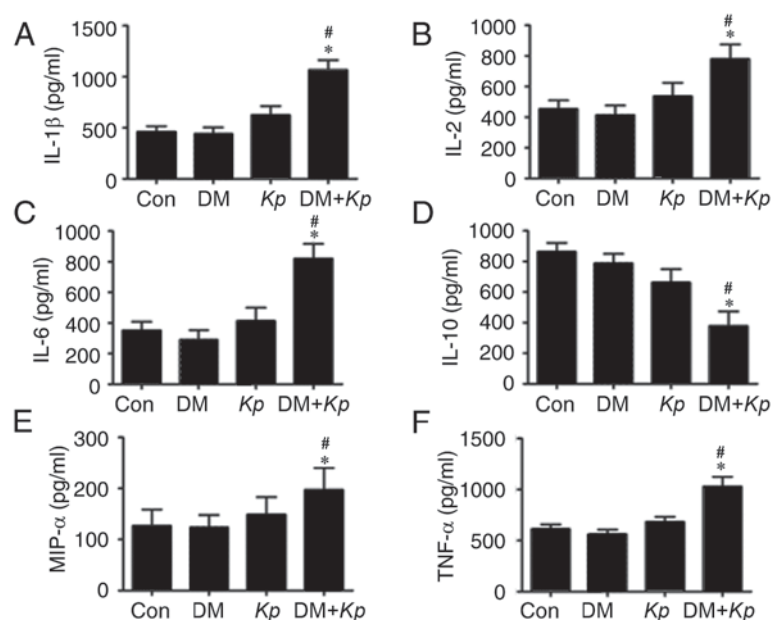 A
IL-1β (pg/ml)
1500
1000
500
0
#
*
Con DM Kp DM+Kp
B
IL-2 (pg/ml)
1000
800
600
400
200
0
#
*
Con DM Kp DM+Kp
C
IL-6 (pg/ml)
1000
800
600
400
200
0
#
*
Con DM Kp DM+Kp
D
IL-10 (pg/ml)
1000
800
600
400
200
0
#
*
Con DM Kp DM+Kp
E
MIP-α (pg/ml)
300
200
100
0
#
*
Con DM Kp DM+Kp
F
TNF-α (pg/ml)
1500
1000
500
0
#
*
Con DM Kp DM+Kp